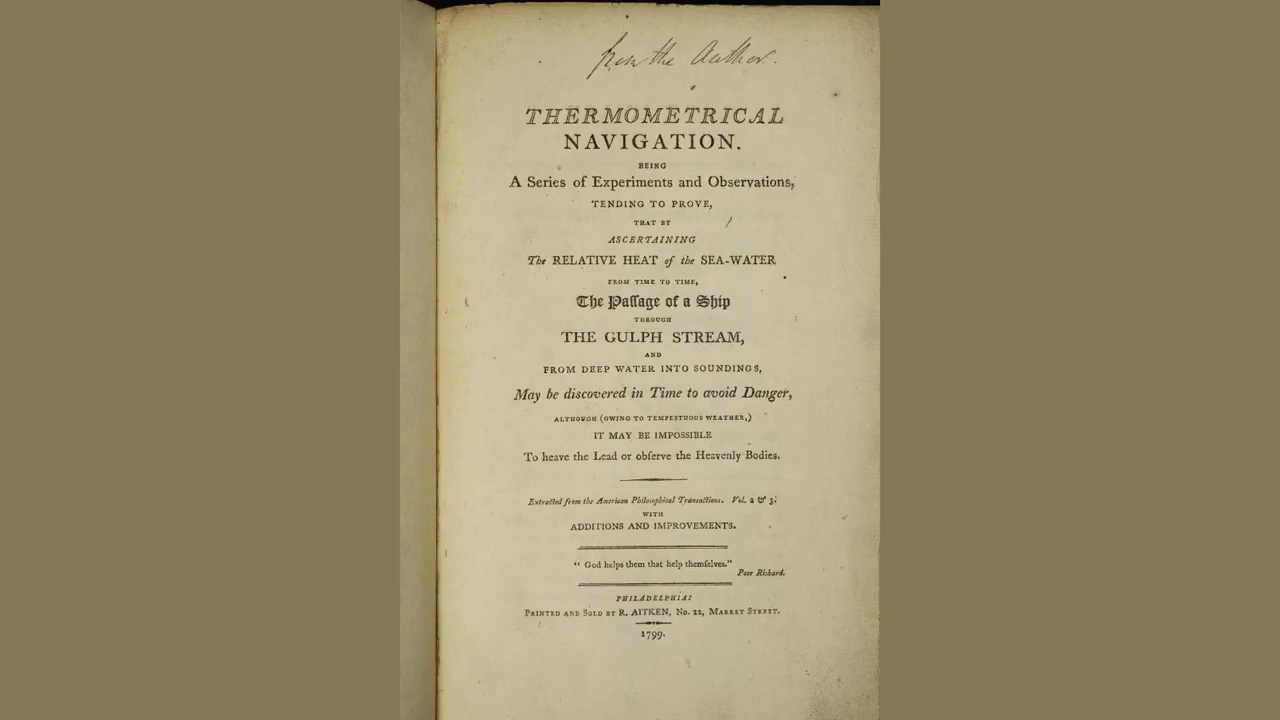 from the Author.
THERMOMETRICAL
NAVIGATION.
BEING
A Series of Experiments and Observations,
TENDING TO PROVE,
THAT BY
ASCERTAINING
The RELATIVE HEAT of the SEA-WATER
FROM TIME TO TIME,
The Paſſage of a Ship
THROUGH
THE GULPH STREAM,
AND
FROM DEEP WATER INTO SOUNDINGS,
May be discovered in Time to avoid Danger,
ALTHOUGH (OWING TO TEMPESTUOUS WEATHER,)
IT MAY BE IMPOSSIBLE
To heave the Lead or obſerve the Heavenly Bodies.
Extracted from the American Philoſophical Tranſactions. Vol. 2 & 3.
WITH
ADDITIONS AND IMPROVEMENTS.
“ God helps them that help themſelves.”
Poor Richard.
PHILADELPHIA:
PRINTED AND SOLD BY R. AITKEN, No. 22, MARKET STREET.
1799.